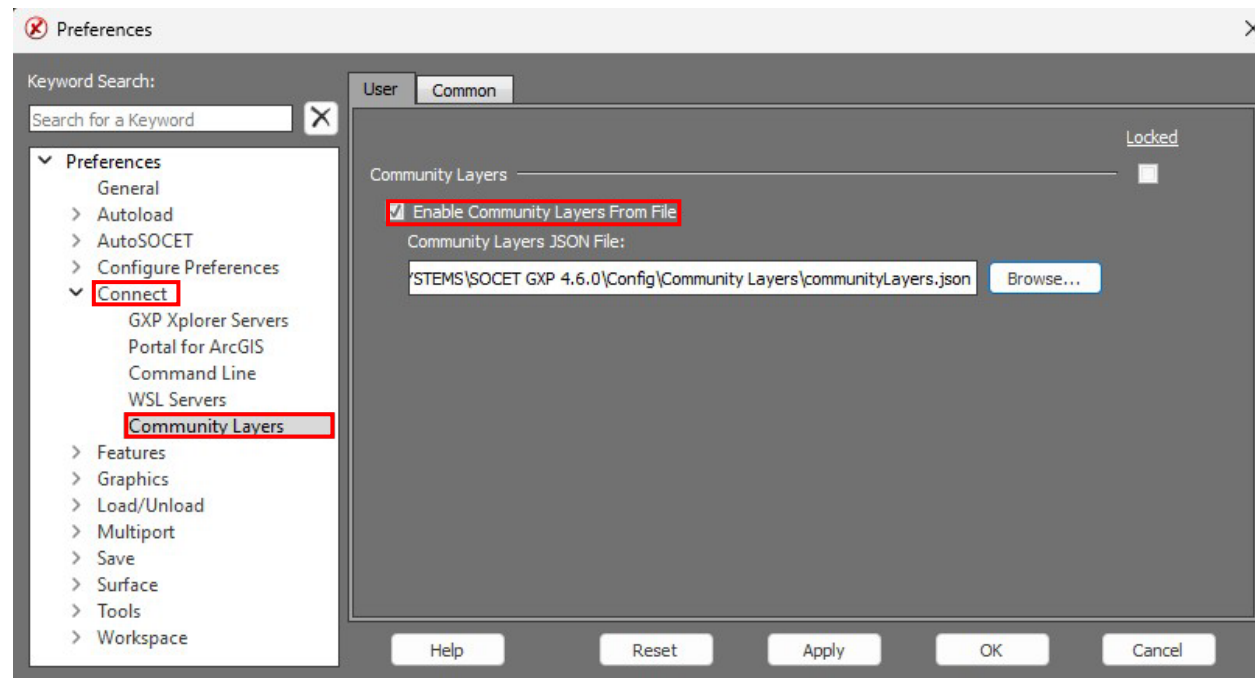 Preferences
Keyword Search:
Search for a Keyword
Preferences
General
Autoload
AutoSOCET
Configure Preferences
Connect
GXP Xplorer Servers
Portal for ArcGIS
Command Line
WSL Servers
Community Layers
Features
Graphics
Load/Unload
Multiport
Save
Surface
Tools
Workspace
User Common
Locked
Community Layers
Enable Community Layers From File
Community Layers JSON File:
'STEMS\SOCET GXP 4.6.0\Config\Community Layers\communityLayers.json Browse...
Help Reset Apply OK Cancel